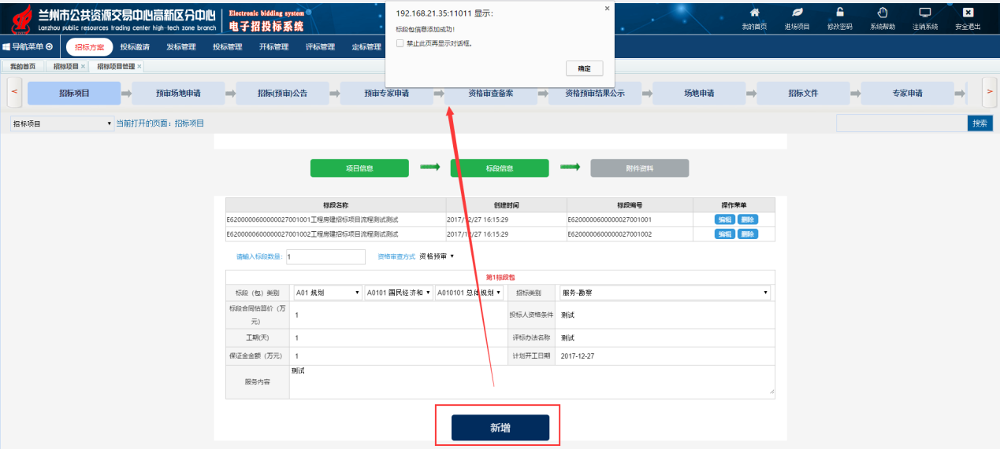 兰州市公共资源交易中心高新区分中心
Lanzhou public resources trading center high-tech zone branch
Electronic bidding system
电子招投标系统
192.168.21.35:11011 显示：
标段包信息添加成功!
禁止此页再显示对话框。
确定
我的首页 进场项目 修改密码 系统帮助 注销系统 安全退出
导航菜单 招标方案 投标邀请 发标管理 投标管理 开标管理 评标管理 定标管理
我的首页 招标项目 招标项目管理
< 招标项目 预审场地申请 招标(预审)公告 预审专家申请 资格审查备案 资格预审结果公示 场地申请 招标文件 专家申请 >
招标项目 当前打开的页面：招标项目 搜索
项目信息 标段信息 附件资料
标段名称 创建时间 标段编号 操作菜单
E6200000600000027001001工程房建招标项目流程测试测试 2017/12/27 16:15:29 E6200000600000027001001 编辑 删除
E6200000600000027001002工程房建招标项目流程测试测试 2017/12/27 16:15:29 E6200000600000027001002 编辑 删除
请输入标段数量: 1 资格审查方式 资格预审
第1标段包
标段（包）类别 A01 规划 A0101 国民经济和 A010101 总体规划 招标类别 服务-勘察
标段合同估算价（万元） 1 投标人资格条件 测试
工期(天) 1 评标办法名称 测试
保证金金额（万元） 1 计划开工日期 2017-12-27
服务内容 测试
新增